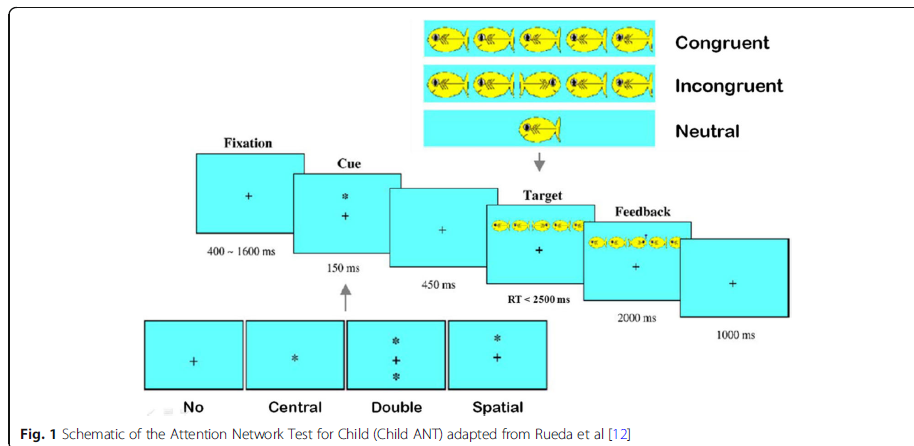 Congruent
Incongruent
Neutral
Fixation
Cue
Target
Feedback
400 ~ 1600 ms
150 ms
450 ms
RT < 2500 ms
2000 ms
1000 ms
No
Central
Double
Spatial
Fig. 1 Schematic of the Attention Network Test for Child (Child ANT) adapted from Rueda et al [12]